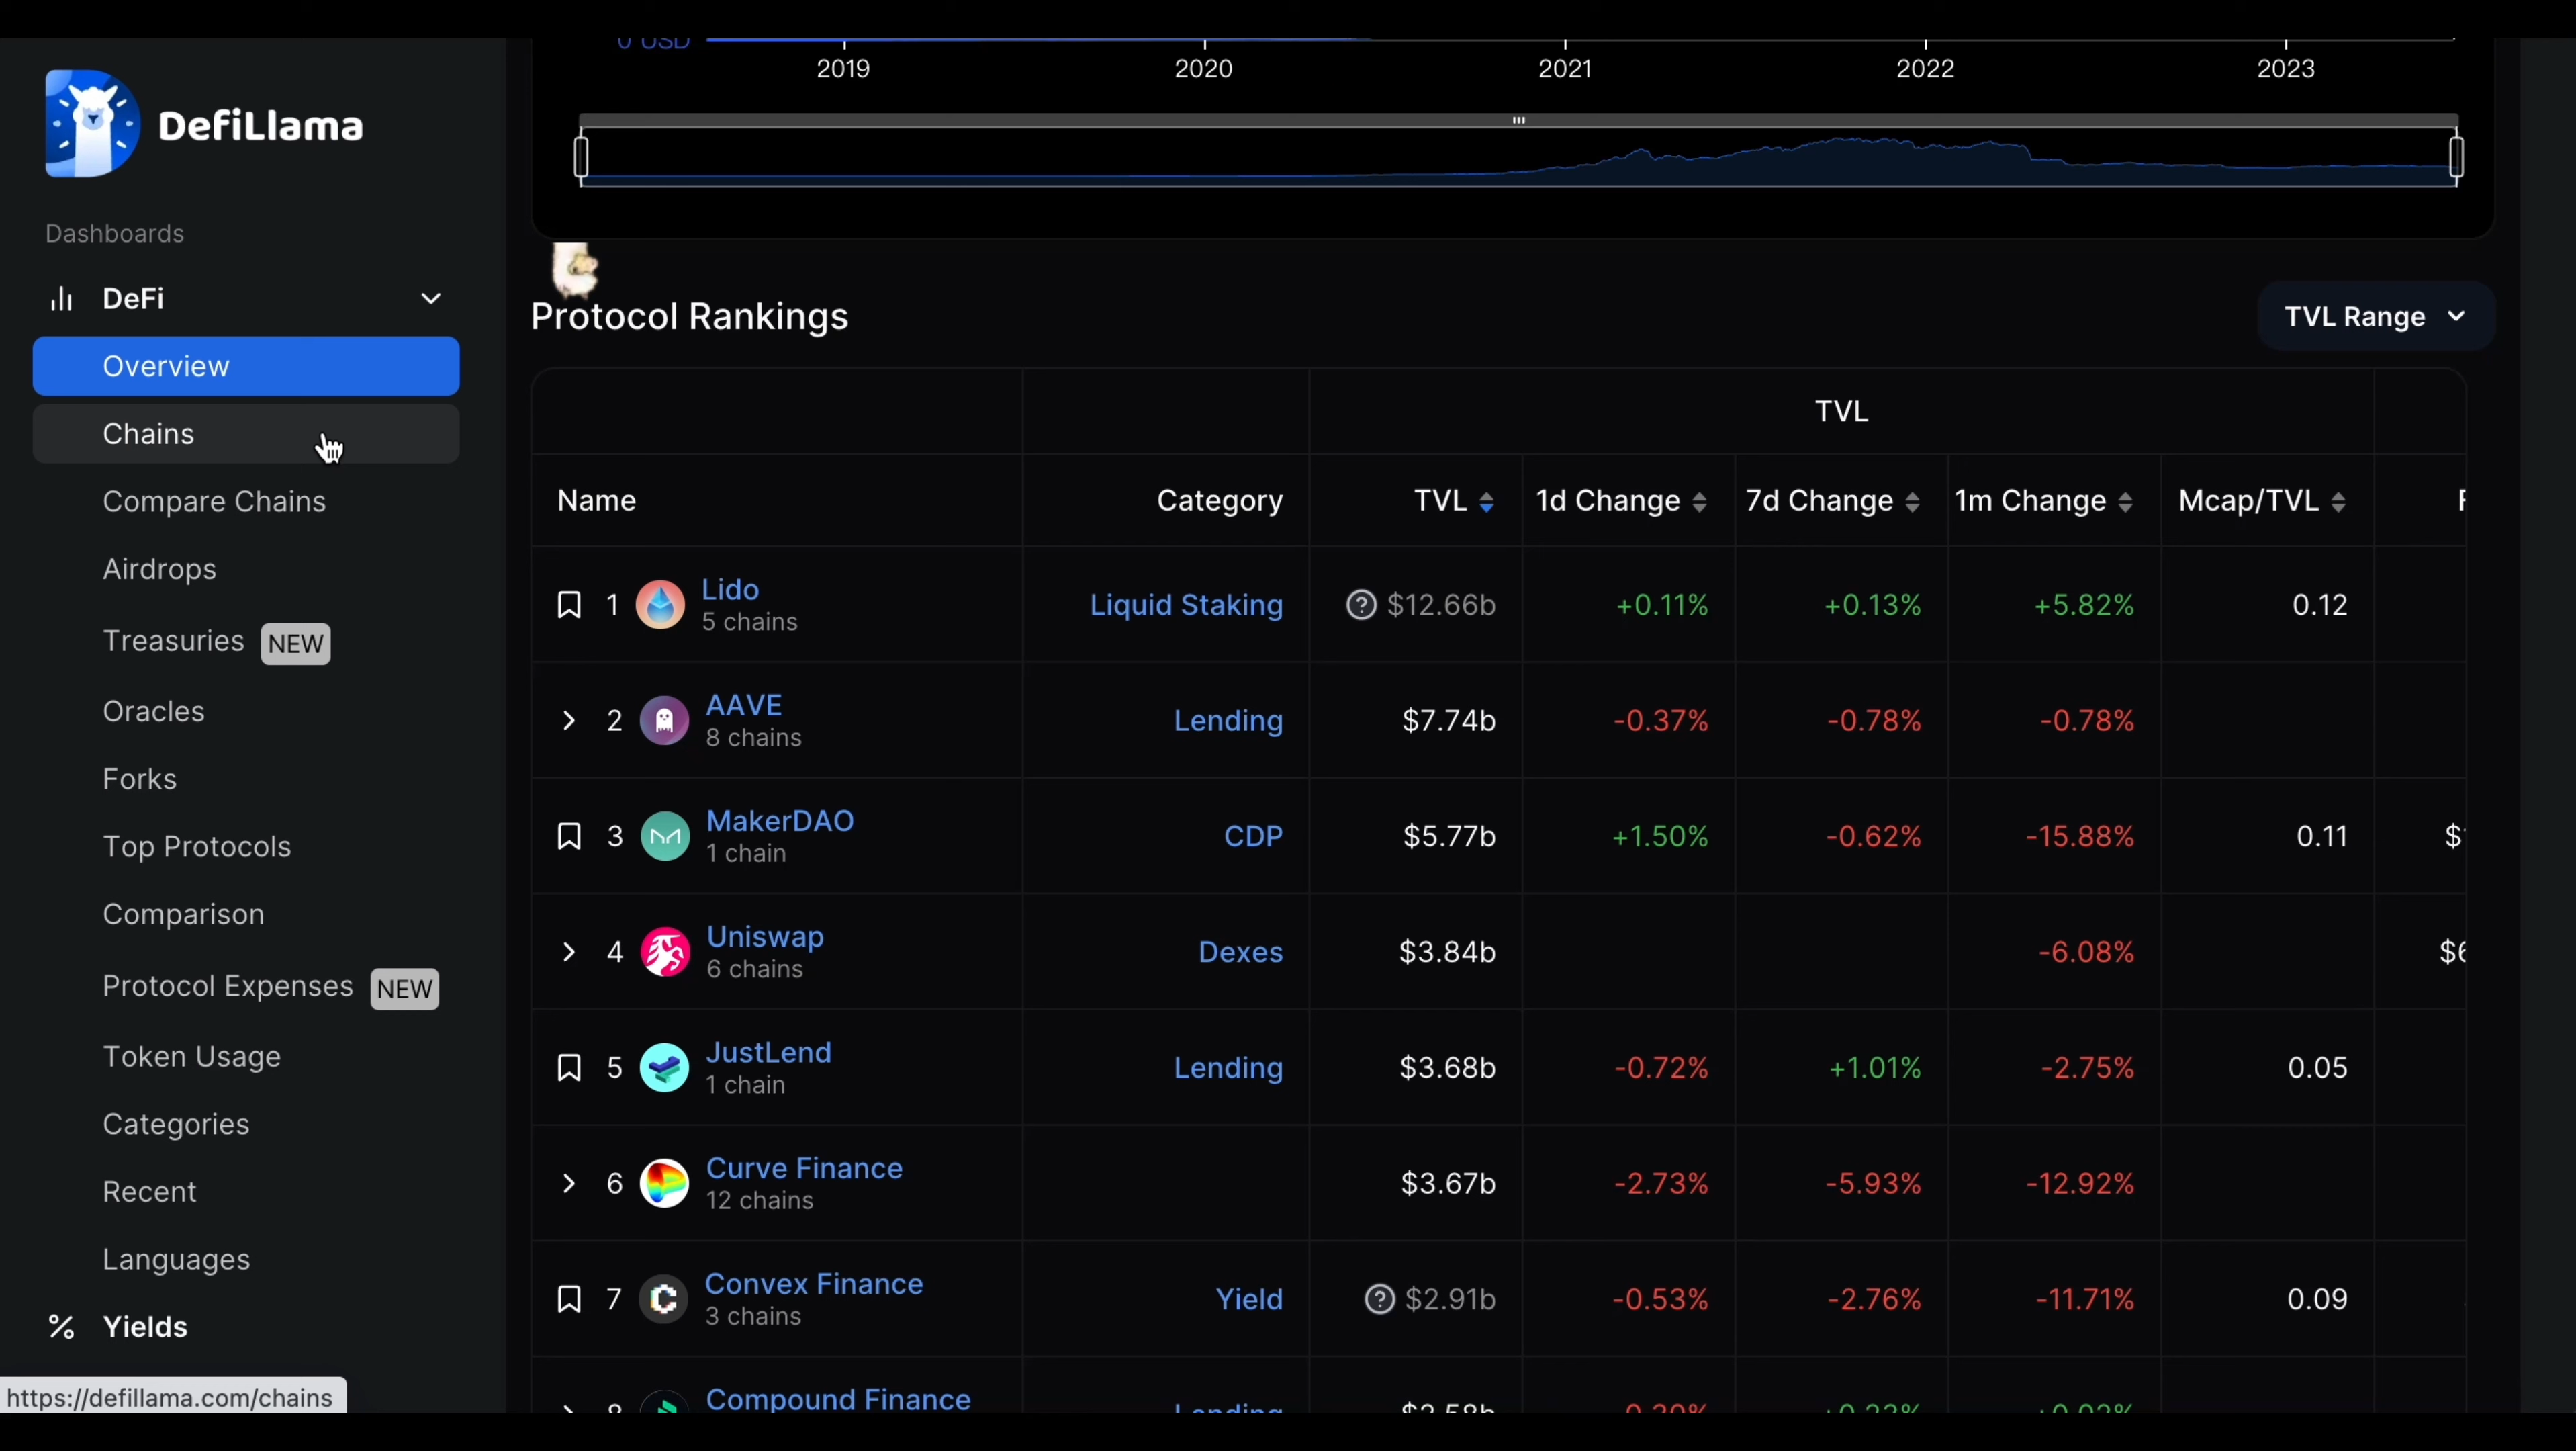 0 USD
2019 2020 2021 2022 2023
DefiLlama
Dashboards
DeFi
Overview
Chains
Compare Chains
Airdrops
Treasuries NEW
Oracles
Forks
Top Protocols
Comparison
Protocol Expenses NEW
Token Usage
Categories
Recent
Languages
% Yields
https://defillama.com/chains
Protocol Rankings
TVL Range
TVL
Name Category TVL 1d Change 7d Change 1m Change Mcap/TVL
1 Lido Liquid Staking ? $12.66b +0.11% +0.13% +5.82% 0.12
5 chains
2 AAVE Lending $7.74b -0.37% -0.78% -0.78%
8 chains
3 MakerDAO CDP $5.77b +1.50% -0.62% -15.88% 0.11 $
1 chain
4 Uniswap Dexes $3.84b -6.08% $6
6 chains
5 JustLend Lending $3.68b -0.72% +1.01% -2.75% 0.05
1 chain
6 Curve Finance $3.67b -2.73% -5.93% -12.92%
12 chains
7 Convex Finance Yield ? $2.91b -0.53% -2.76% -11.71% 0.09
3 chains
8 Compound Finance Lending